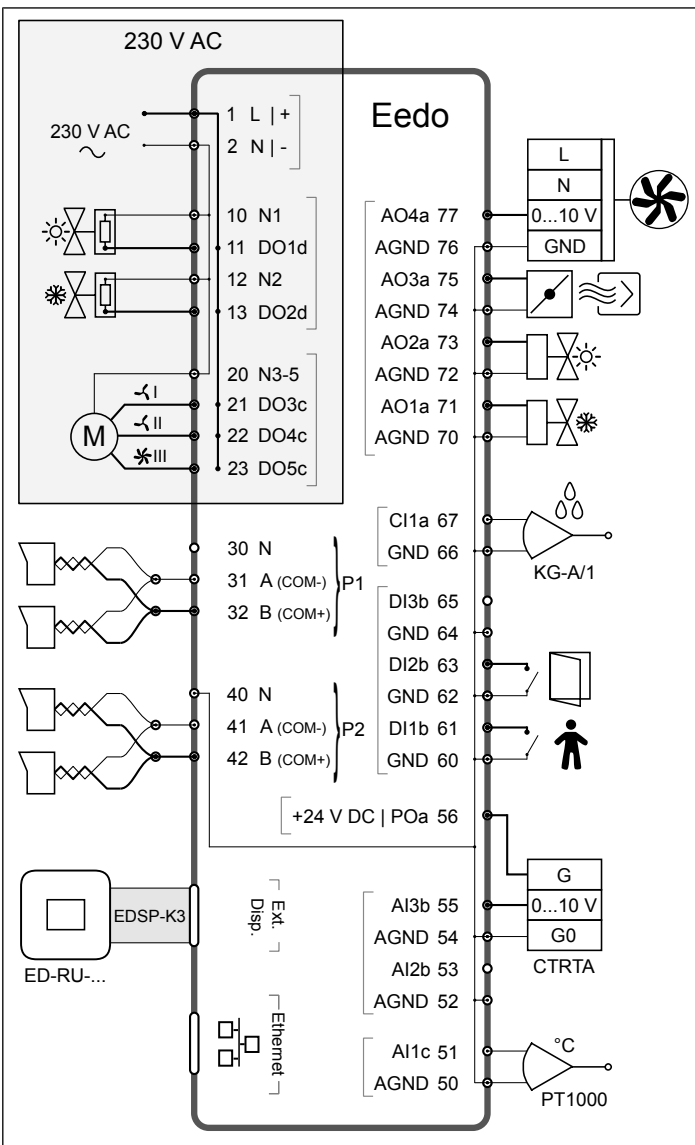 230 V AC
Eedo
230 V AC
1 L | +
2 N | -
10 N1
11 DO1d
12 N2
13 DO2d
20 N3-5
21 DO3c
22 DO4c
23 DO5c
I
II
III
M
30 N
31 A (COM-)
32 B (COM+)
P1
40 N
41 A (COM-)
42 B (COM+)
P2
EDSP-K3
ED-RU-...
Ext.
Disp.
Ethernet
AO4a 77
AGND 76
AO3a 75
AGND 74
AO2a 73
AGND 72
AO1a 71
AGND 70
L
N
0...10 V
GND
CI1a 67
GND 66
KG-A/1
DI3b 65
GND 64
DI2b 63
GND 62
DI1b 61
GND 60
+24 V DC | POa 56
AI3b 55
AGND 54
AI2b 53
AGND 52
G
0...10 V
G0
CTRTA
AI1c 51
AGND 50
°C
PT1000